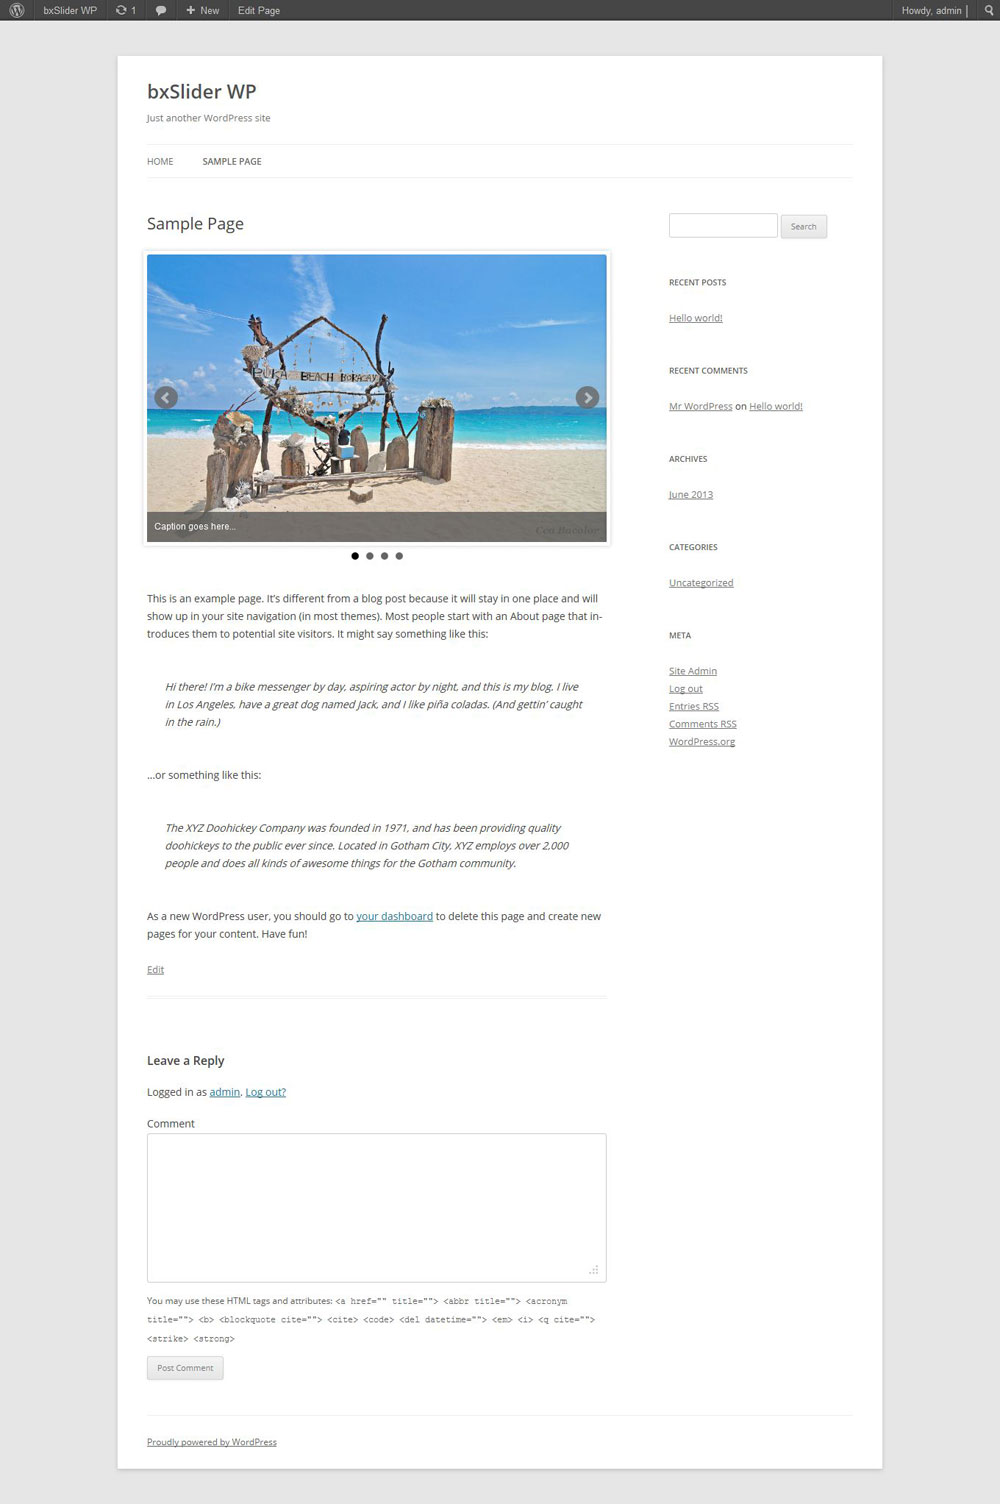 bxSlider WP 1 New Edit Page Howdy, admin
bxSlider WP
Just another WordPress site
HOME SAMPLE PAGE
Sample Page
PUKA BEACH BORACAY
Caption goes here...
This is an example page. It's different from a blog post because it will stay in one place and will
show up in your site navigation (in most themes). Most people start with an About page that in-
troduces them to potential site visitors. It might say something like this:
Hi there! I'm a bike messenger by day, aspiring actor by night, and this is my blog. I live
in Los Angeles, have a great dog named Jack, and I like piña coladas. (And gettin' caught
in the rain.)
...or something like this:
The XYZ Doohickey Company was founded in 1971, and has been providing quality
doohickeys to the public ever since. Located in Gotham City, XYZ employs over 2,000
people and does all kinds of awesome things for the Gotham community.
As a new WordPress user, you should go to your dashboard to delete this page and create new
pages for your content. Have fun!
Edit
Leave a Reply
Logged in as admin. Log out?
Comment
You may use these HTML tags and attributes: <a href="" title=""> <abbr title=""> <acronym
title=""> <b> <blockquote cite=""> <cite> <code> <del datetime=""> <em> <i> <q cite="">
<strike> <strong>
Post Comment
Search
RECENT POSTS
Hello world!
RECENT COMMENTS
Mr WordPress on Hello world!
ARCHIVES
June 2013
CATEGORIES
Uncategorized
META
Site Admin
Log out
Entries RSS
Comments RSS
WordPress.org
Proudly powered by WordPress